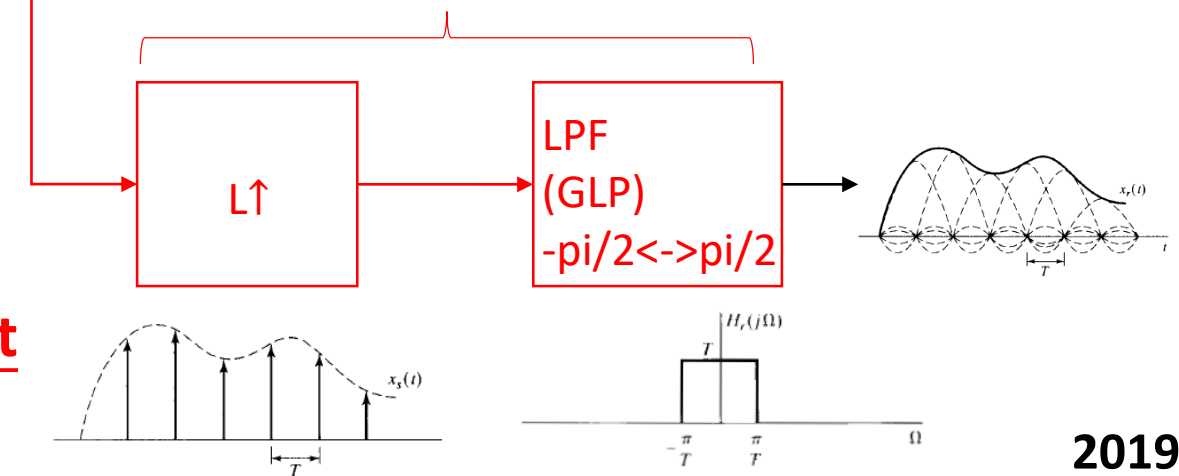 L↑
LPF
(GLP)
-pi/2<->pi/2
x_r(t)
t
T
t
x_s(t)
T
H_r(jΩ)
T
-π/T
π/T
Ω
2019